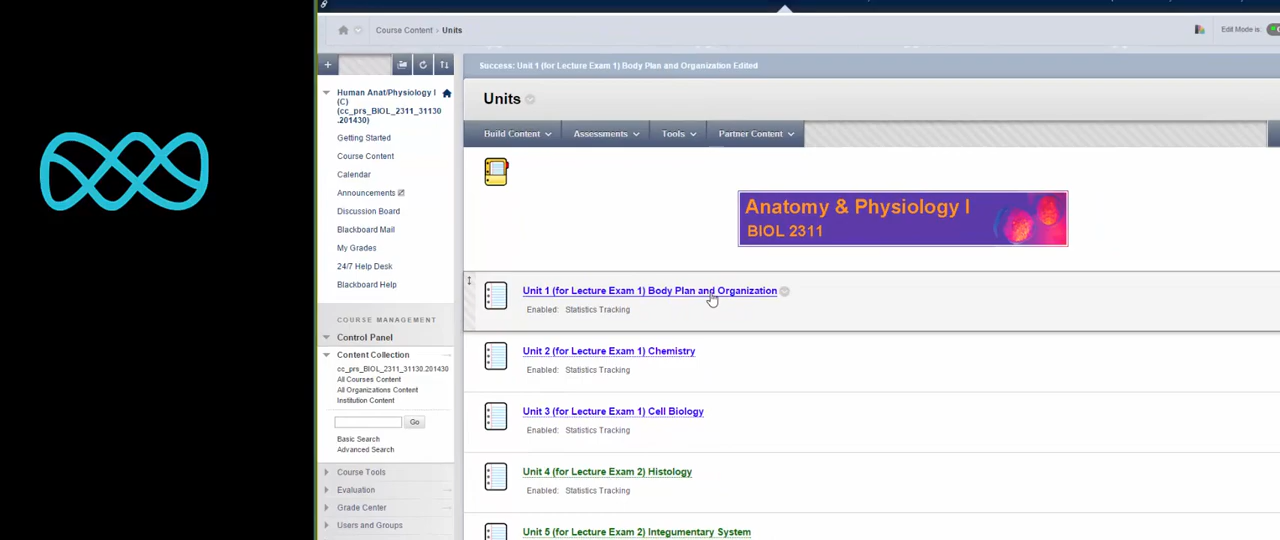 Course Content > Units
Edit Mode is:
Success: Unit 1 (for Lecture Exam 1) Body Plan and Organization Edited
Human Anat/Physiology I
(C)
(cc_prs_BIOL_2311_31130
.201430)
Getting Started
Course Content
Calendar
Announcements
Discussion Board
Blackboard Mail
My Grades
24/7 Help Desk
Blackboard Help
COURSE MANAGEMENT
Control Panel
Content Collection
cc_prs_BIOL_2311_31130.201430
All Courses Content
All Organizations Content
Institution Content
Go
Basic Search
Advanced Search
Course Tools
Evaluation
Grade Center
Users and Groups
Units
Build Content
Assessments
Tools
Partner Content
Anatomy & Physiology I
BIOL 2311
Unit 1 (for Lecture Exam 1) Body Plan and Organization
Enabled: Statistics Tracking
Unit 2 (for Lecture Exam 1) Chemistry
Enabled: Statistics Tracking
Unit 3 (for Lecture Exam 1) Cell Biology
Enabled: Statistics Tracking
Unit 4 (for Lecture Exam 2) Histology
Enabled: Statistics Tracking
Unit 5 (for Lecture Exam 2) Integumentary System